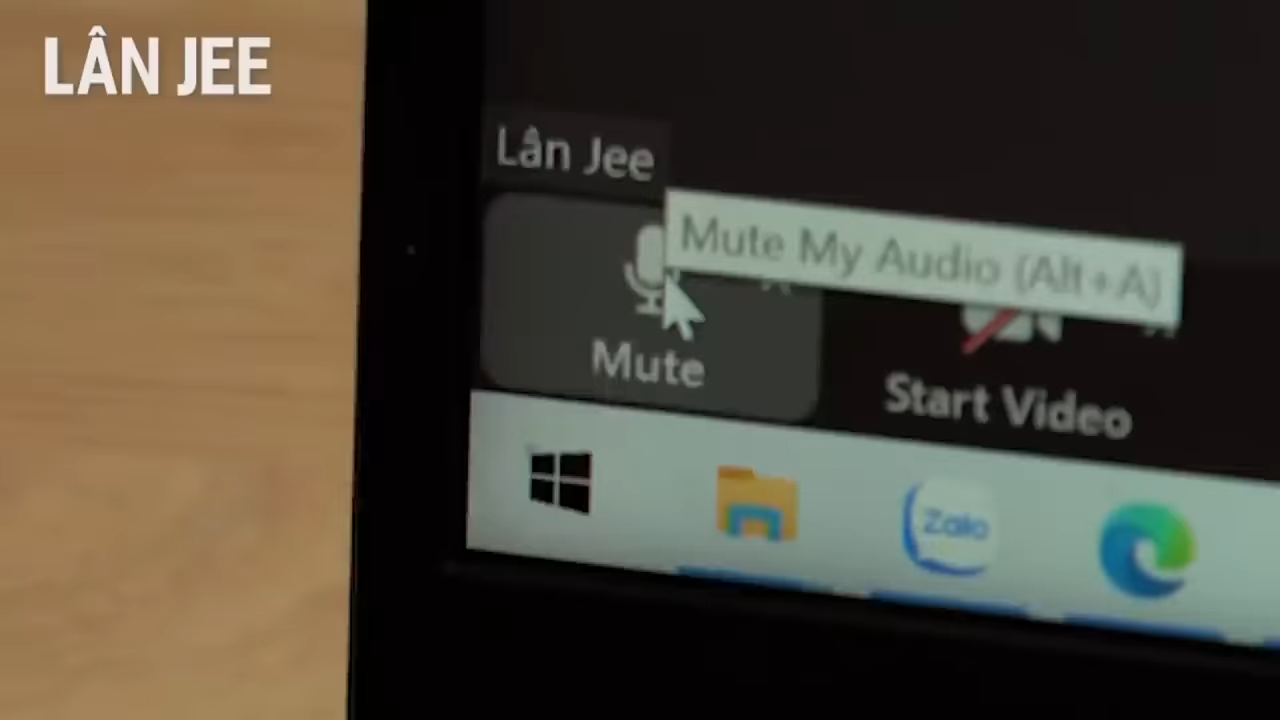 LÂN JEE
Lân Jee
Mute My Audio (Alt+A)
Mute
Start Video
Zalo